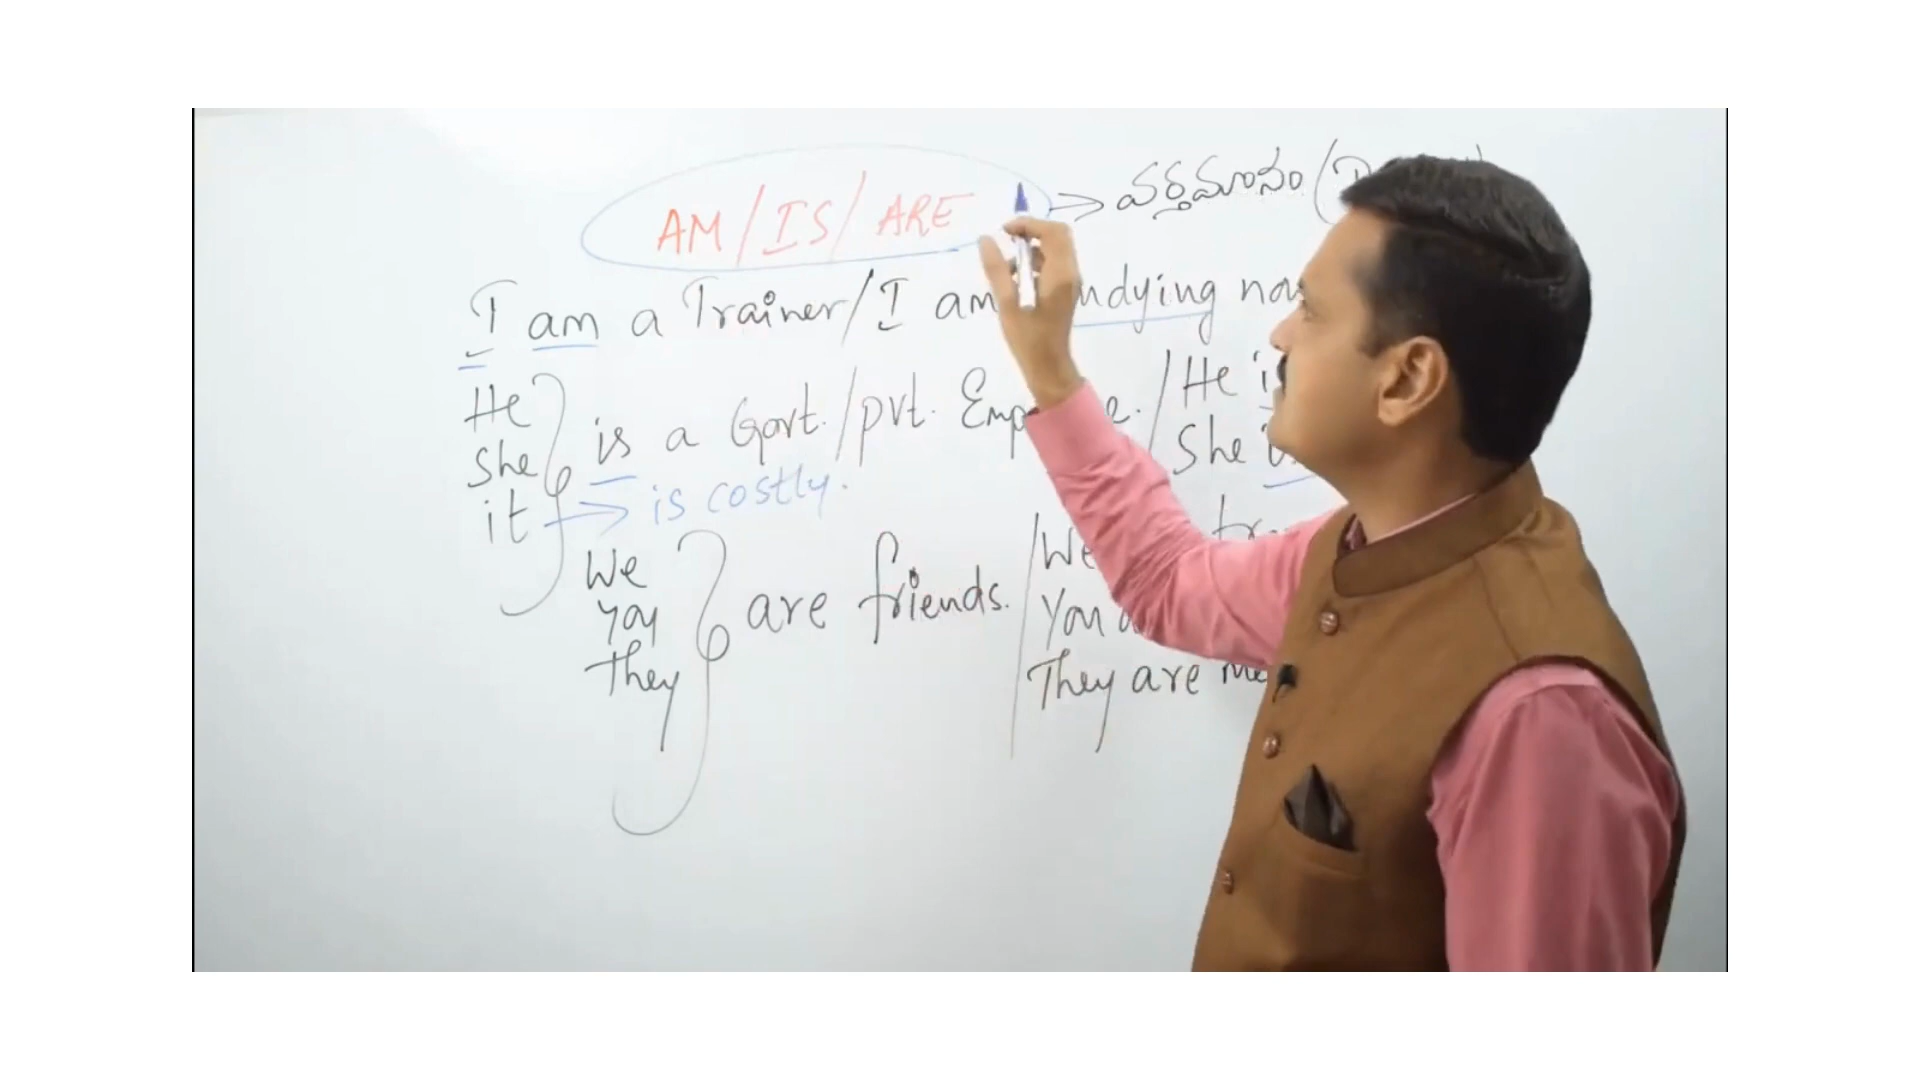 AM / IS / ARE → వర్తమానం (
I am a Trainer / I am now
He
She
it
is a Govt. / pvt. / He
She
→ is costly.
We
You
They
are friends. / We
You
They are